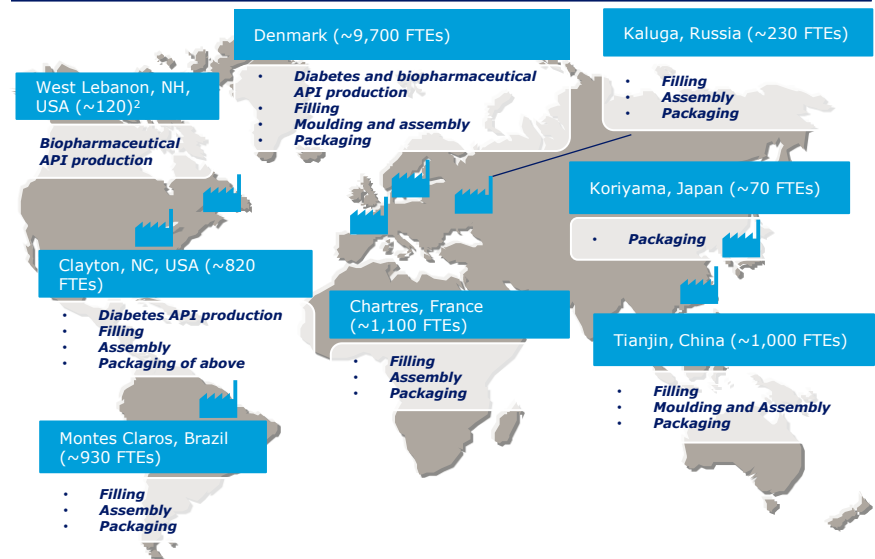 Denmark (~9,700 FTEs)
• Diabetes and biopharmaceutical
API production
• Filling
• Moulding and assembly
• Packaging
Kaluga, Russia (~230 FTEs)
• Filling
• Assembly
• Packaging
West Lebanon, NH,
USA (~120)²
Biopharmaceutical
API production
Koriyama, Japan (~70 FTEs)
• Packaging
Clayton, NC, USA (~820
FTEs)
• Diabetes API production
• Filling
• Assembly
• Packaging of above
Chartres, France
(~1,100 FTEs)
• Filling
• Assembly
• Packaging
Tianjin, China (~1,000 FTEs)
• Filling
• Moulding and Assembly
• Packaging
Montes Claros, Brazil
(~930 FTEs)
• Filling
• Assembly
• Packaging